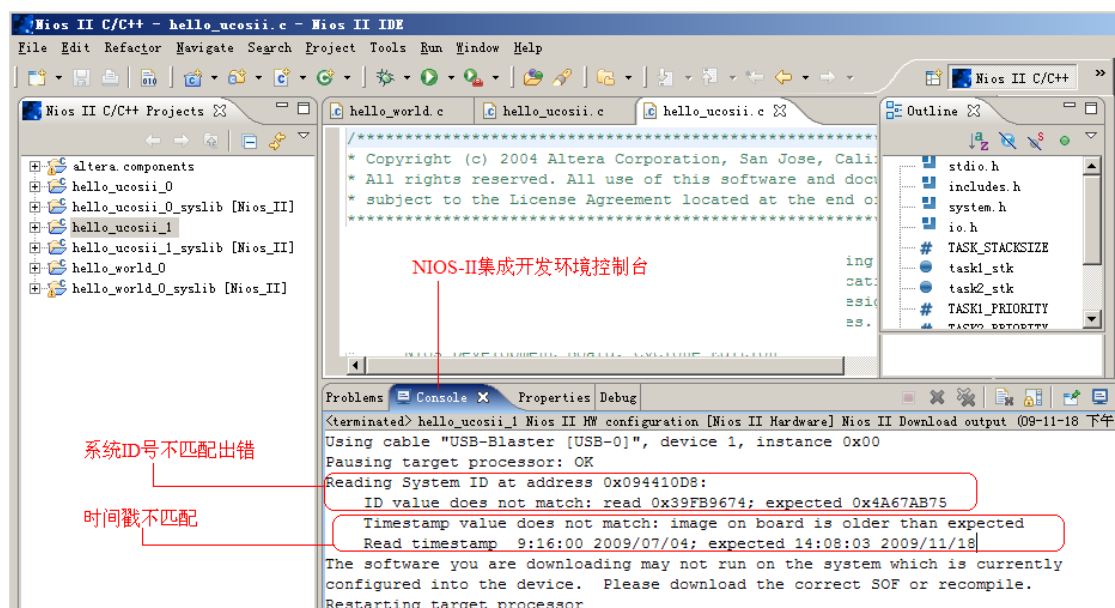 Nios II C/C++ - hello_ucosii.c - Nios II IDE
File Edit Refactor Navigate Search Project Tools Run Window Help
Nios II C/C++
Nios II C/C++ Projects
altera.components
hello_ucosii_0
hello_ucosii_0_syslib [Nios_II]
hello_ucosii_1
hello_ucosii_1_syslib [Nios_II]
hello_world_0
hello_world_0_syslib [Nios_II]
hello_world.c hello_ucosii.c hello_ucosii.c
* Copyright (c) 2004 Altera Corporation, San Jose, Cali
* All rights reserved. All use of this software and docu
* subject to the License Agreement located at the end of
NIOS-II集成开发环境控制台
ing
cati
esig
es.
Outline
stdio.h
includes.h
system.h
io.h
TASK_STACKSIZE
task1_stk
task2_stk
TASK1_PRIORITY
TASK2_PRIORITY
Problems Console Properties Debug
<terminated> hello_ucosii_1 Nios II HW configuration [Nios II Hardware] Nios II Download output (09-11-18 下午
Using cable "USB-Blaster [USB-0]", device 1, instance 0x00
Pausing target processor: OK
Reading System ID at address 0x094410D8:
ID value does not match: read 0x39FB9674; expected 0x4A67AB75
Timestamp value does not match: image on board is older than expected
Read timestamp 9:16:00 2009/07/04; expected 14:08:03 2009/11/18
The software you are downloading may not run on the system which is currently
configured into the device. Please download the correct SOF or recompile.
Restarting target processor
系统ID号不匹配出错
时间戳不匹配